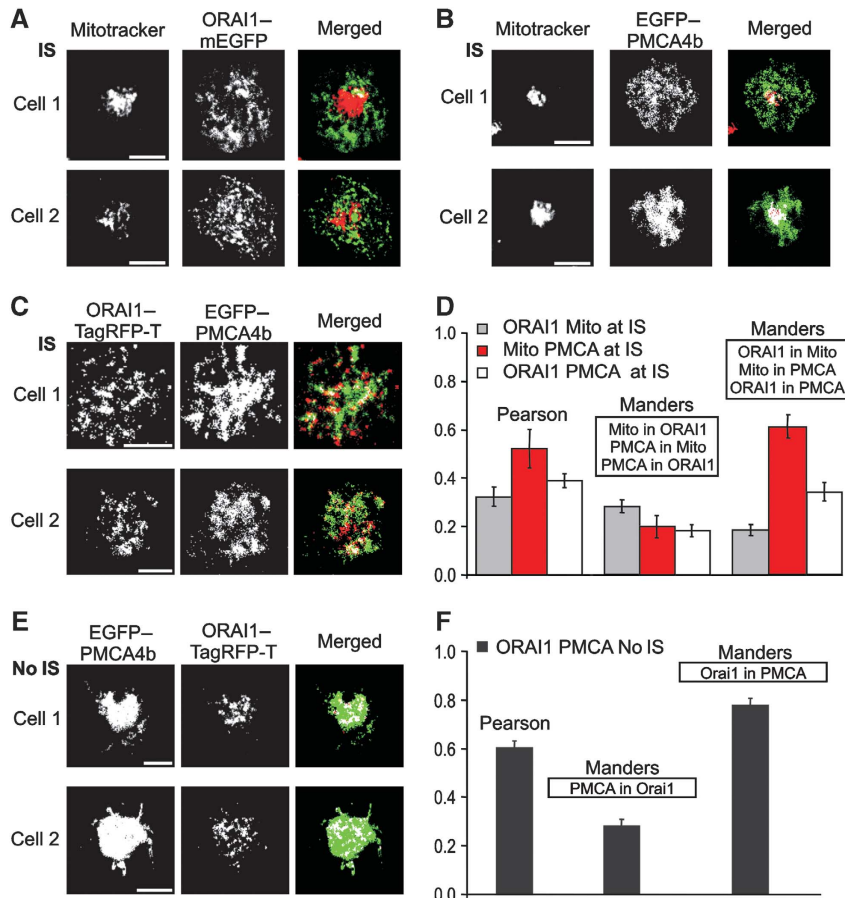 A
IS
Mitotracker
ORAI1–
mEGFP
Merged
Cell 1
Cell 2
B
IS
Mitotracker
EGFP–
PMCA4b
Merged
Cell 1
Cell 2
C
IS
ORAI1–
TagRFP-T
EGFP–
PMCA4b
Merged
Cell 1
Cell 2
D
1.0
0.8
0.6
0.4
0.2
0.0
ORAI1 Mito at IS
Mito PMCA at IS
ORAI1 PMCA at IS
Pearson
Manders
Mito in ORAI1
PMCA in Mito
PMCA in ORAI1
Manders
ORAI1 in Mito
Mito in PMCA
ORAI1 in PMCA
E
No IS
EGFP–
PMCA4b
ORAI1–
TagRFP-T
Merged
Cell 1
Cell 2
F
1.0
0.8
0.6
0.4
0.2
0.0
ORAI1 PMCA No IS
Pearson
Manders
PMCA in Orai1
Manders
Orai1 in PMCA